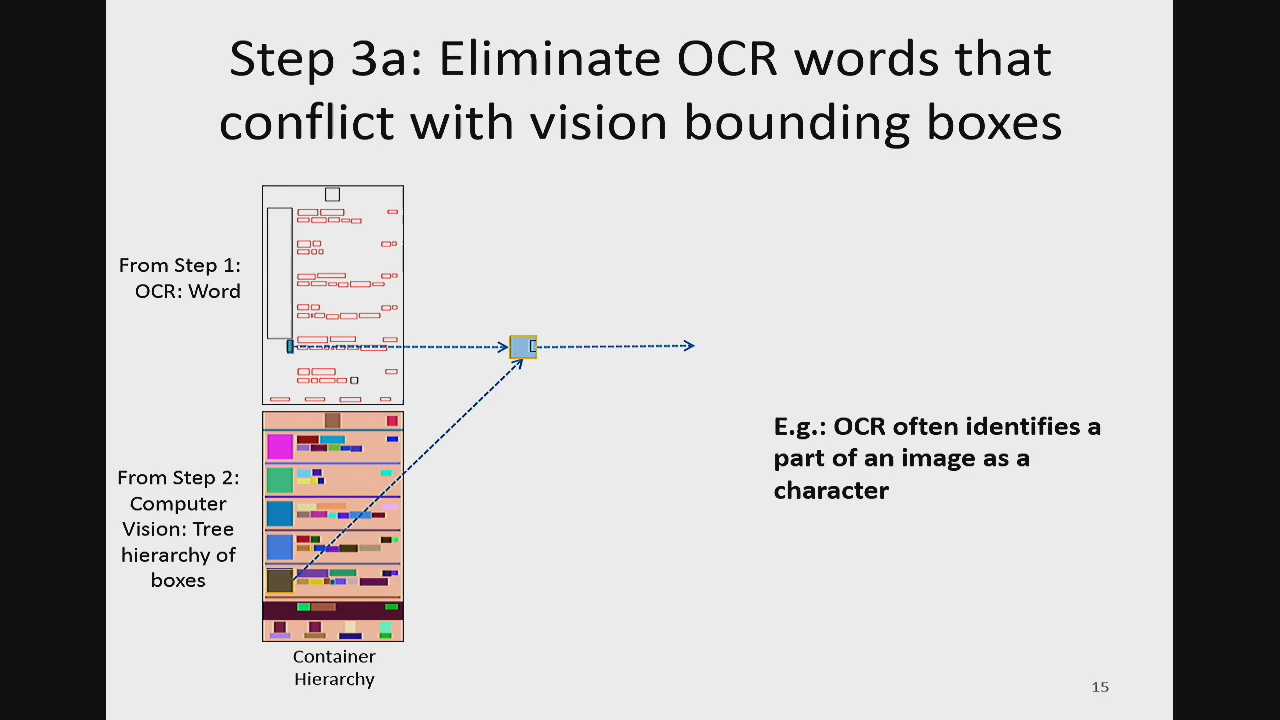 Step 3a: Eliminate OCR words that
conflict with vision bounding boxes
From Step 1:
OCR: Word
From Step 2:
Computer
Vision: Tree
hierarchy of
boxes
Container
Hierarchy
E.g.: OCR often identifies a
part of an image as a
character
15